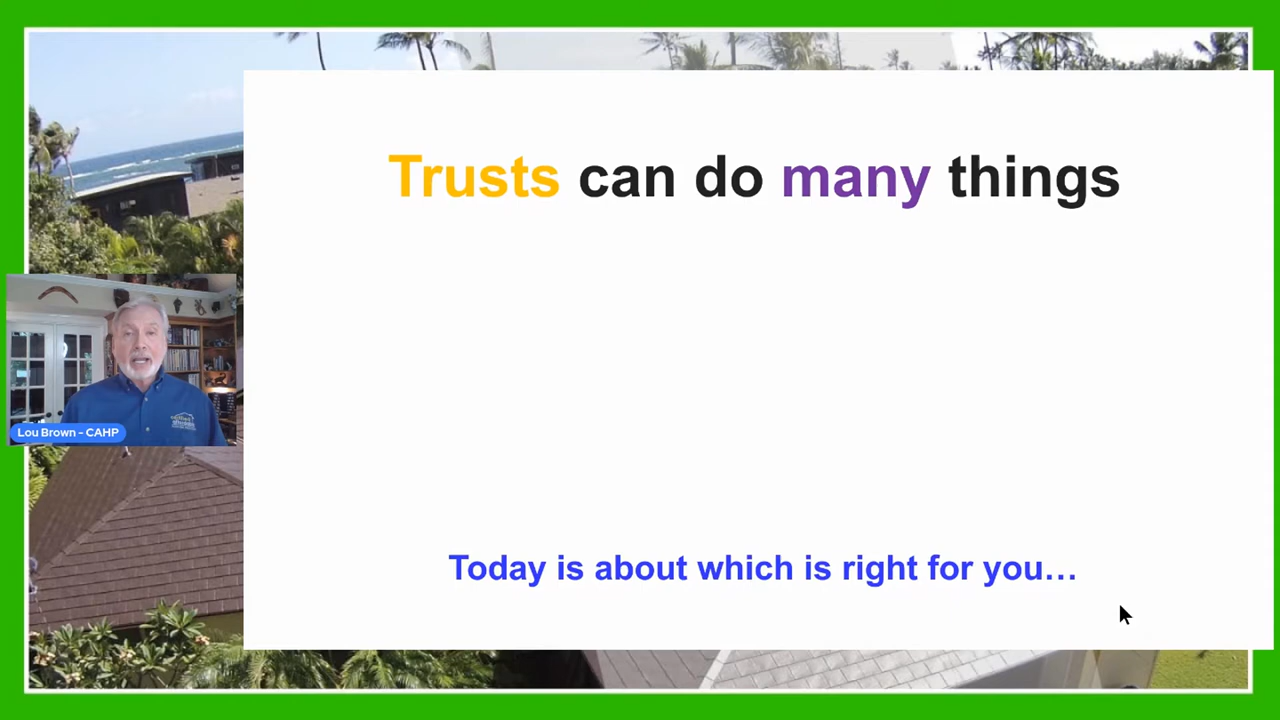 Trusts can do many things
Lou Brown - CAHP
Today is about which is right for you…